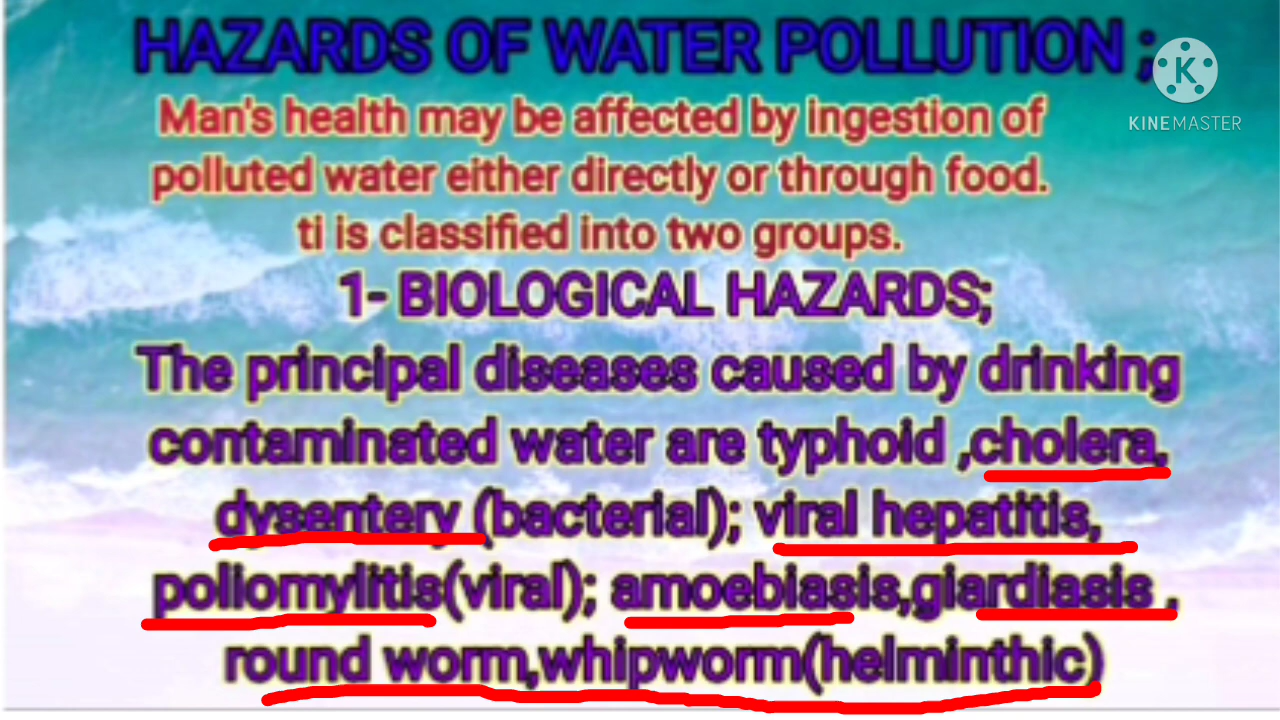 HAZARDS OF WATER POLLUTION ;
K
KINEMASTER
Man's health may be affected by ingestion of
polluted water either directly or through food.
ti is classified into two groups.
1- BIOLOGICAL HAZARDS;
The principal diseases caused by drinking
contaminated water are typhoid ,cholera,
dysentery (bacterial); viral hepatitis,
poliomylitis(viral); amoebiasis,giardiasis ,
round worm,whipworm(helminthic)